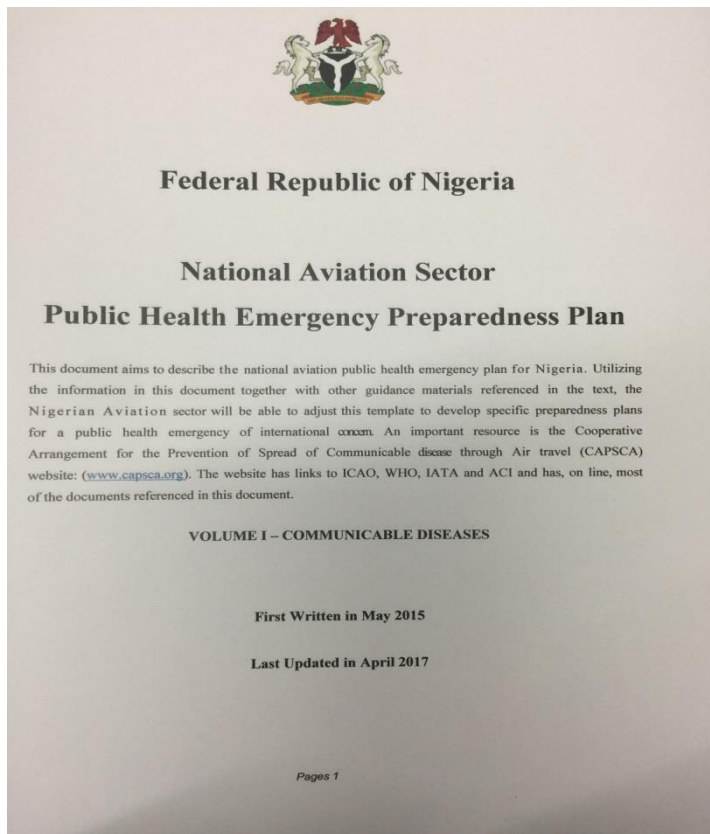 Federal Republic of Nigeria
National Aviation Sector
Public Health Emergency Preparedness Plan
This document aims to describe the national aviation public health emergency plan for Nigeria. Utilizing
the information in this document together with other guidance materials referenced in the text, the
Nigerian Aviation sector will be able to adjust this template to develop specific preparedness plans
for a public health emergency of international concern. An important resource is the Cooperative
Arrangement for the Prevention of Spread of Communicable disease through Air travel (CAPSCA)
website: (www.capsca.org). The website has links to ICAO, WHO, IATA and ACI and has, on line, most
of the documents referenced in this document.
VOLUME I – COMMUNICABLE DISEASES
First Written in May 2015
Last Updated in April 2017
Pages 1